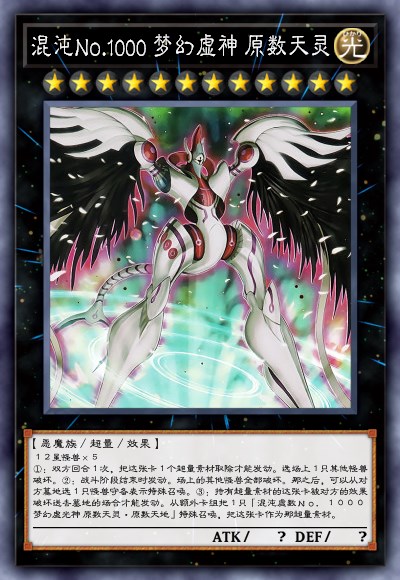 混沌No.1000 梦幻虚神 原数天灵
光
【恶魔族／超量／效果】
12星怪兽×5
①：双方回合1次，把这张卡1个超量素材取除才能发动。选场上1只其他怪兽
破坏。②：战斗阶段结束时发动。场上的其他怪兽全部破坏。那之后，可以从对
方墓地选1只怪兽守备表示特殊召唤。③：持有超量素材的这张卡被对方的效果
破坏送去墓地的场合才能发动。从额外卡组把1只「混沌虚数No.1000
梦幻虚光神 原数天灵·原数天地」特殊召唤，把这张卡作为那超量素材。
ATK/ ? DEF/ ?